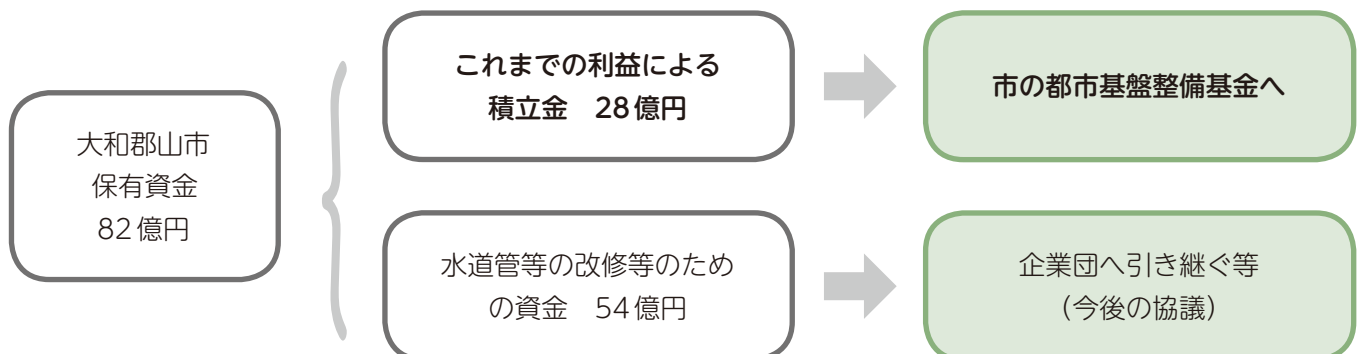 大和郡山市
保有資金
82億円
これまでの利益による
積立金　28億円
市の都市基盤整備基金へ
水道管等の改修等のため
の資金　54億円
企業団へ引き継ぐ等
（今後の協議）